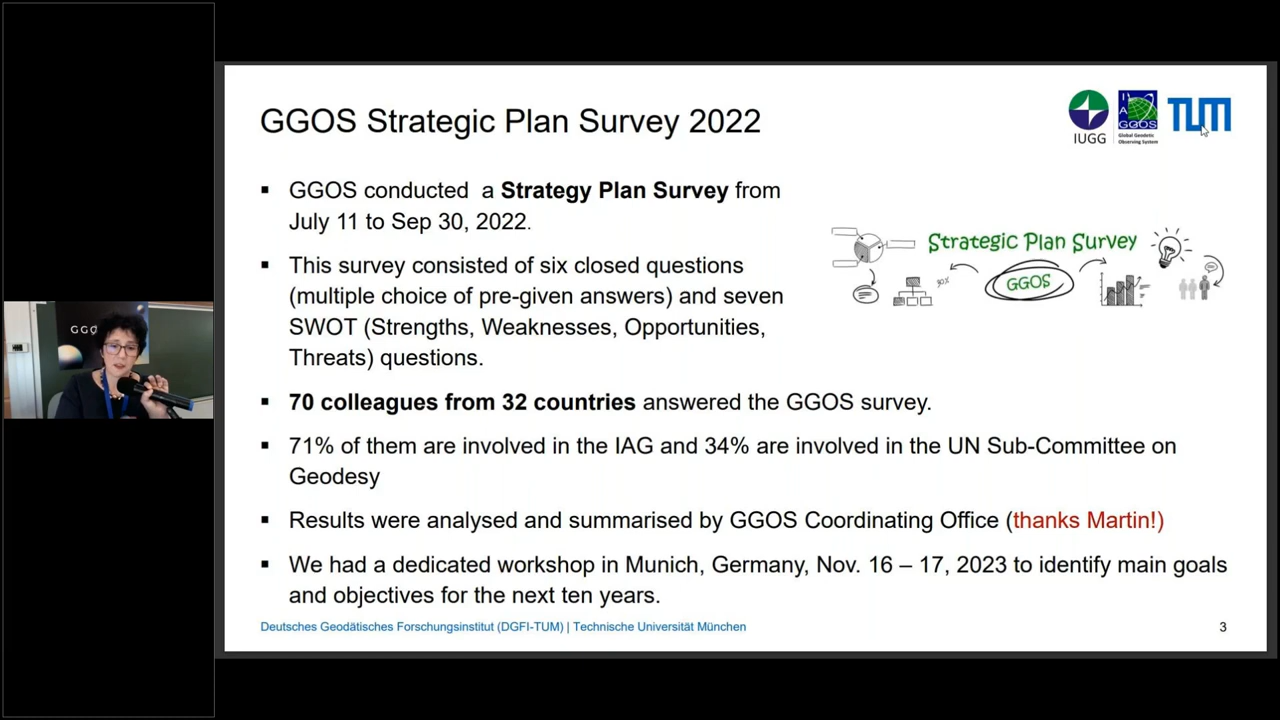 GGOS Strategic Plan Survey 2022
IUGG
I
A
G
GGOS
Global Geodetic
Observing System
TUM
▪ GGOS conducted a Strategy Plan Survey from
July 11 to Sep 30, 2022.
▪ This survey consisted of six closed questions
(multiple choice of pre-given answers) and seven
SWOT (Strengths, Weaknesses, Opportunities,
Threats) questions.
Strategic Plan Survey
GGOS
30%
▪ 70 colleagues from 32 countries answered the GGOS survey.
▪ 71% of them are involved in the IAG and 34% are involved in the UN Sub-Committee on
Geodesy
▪ Results were analysed and summarised by GGOS Coordinating Office (thanks Martin!)
▪ We had a dedicated workshop in Munich, Germany, Nov. 16 – 17, 2023 to identify main goals
and objectives for the next ten years.
Deutsches Geodätisches Forschungsinstitut (DGFI-TUM) | Technische Universität München
3